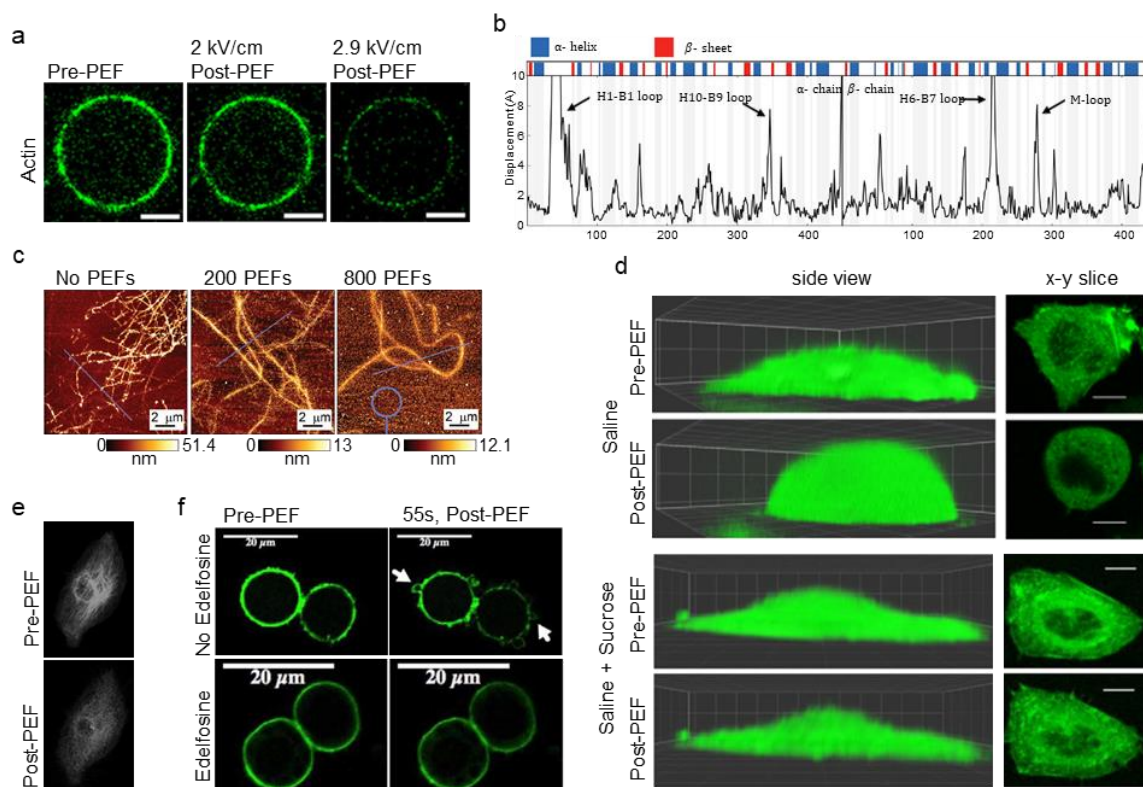 a
Pre-PEF
2 kV/cm
Post-PEF
2.9 kV/cm
Post-PEF
Actin
b
α- helix
β- sheet
Displacement(A)
10
8
6
4
2
0
H1-B1 loop
H10-B9 loop
α- chain
β- chain
H6-B7 loop
M-loop
100 200 300 400 100 200 300 400
c
No PEFs
200 PEFs
800 PEFs
2 μm
2 μm
2 μm
0 51.4
nm
0 13
nm
0 12.1
nm
d
side view
x-y slice
Saline
Pre-PEF
Post-PEF
Saline + Sucrose
Pre-PEF
Post-PEF
e
Pre-PEF
Post-PEF
f
Pre-PEF
55s, Post-PEF
No Edelfosine
20 μm
20 μm
Edelfosine
20 μm
20 μm